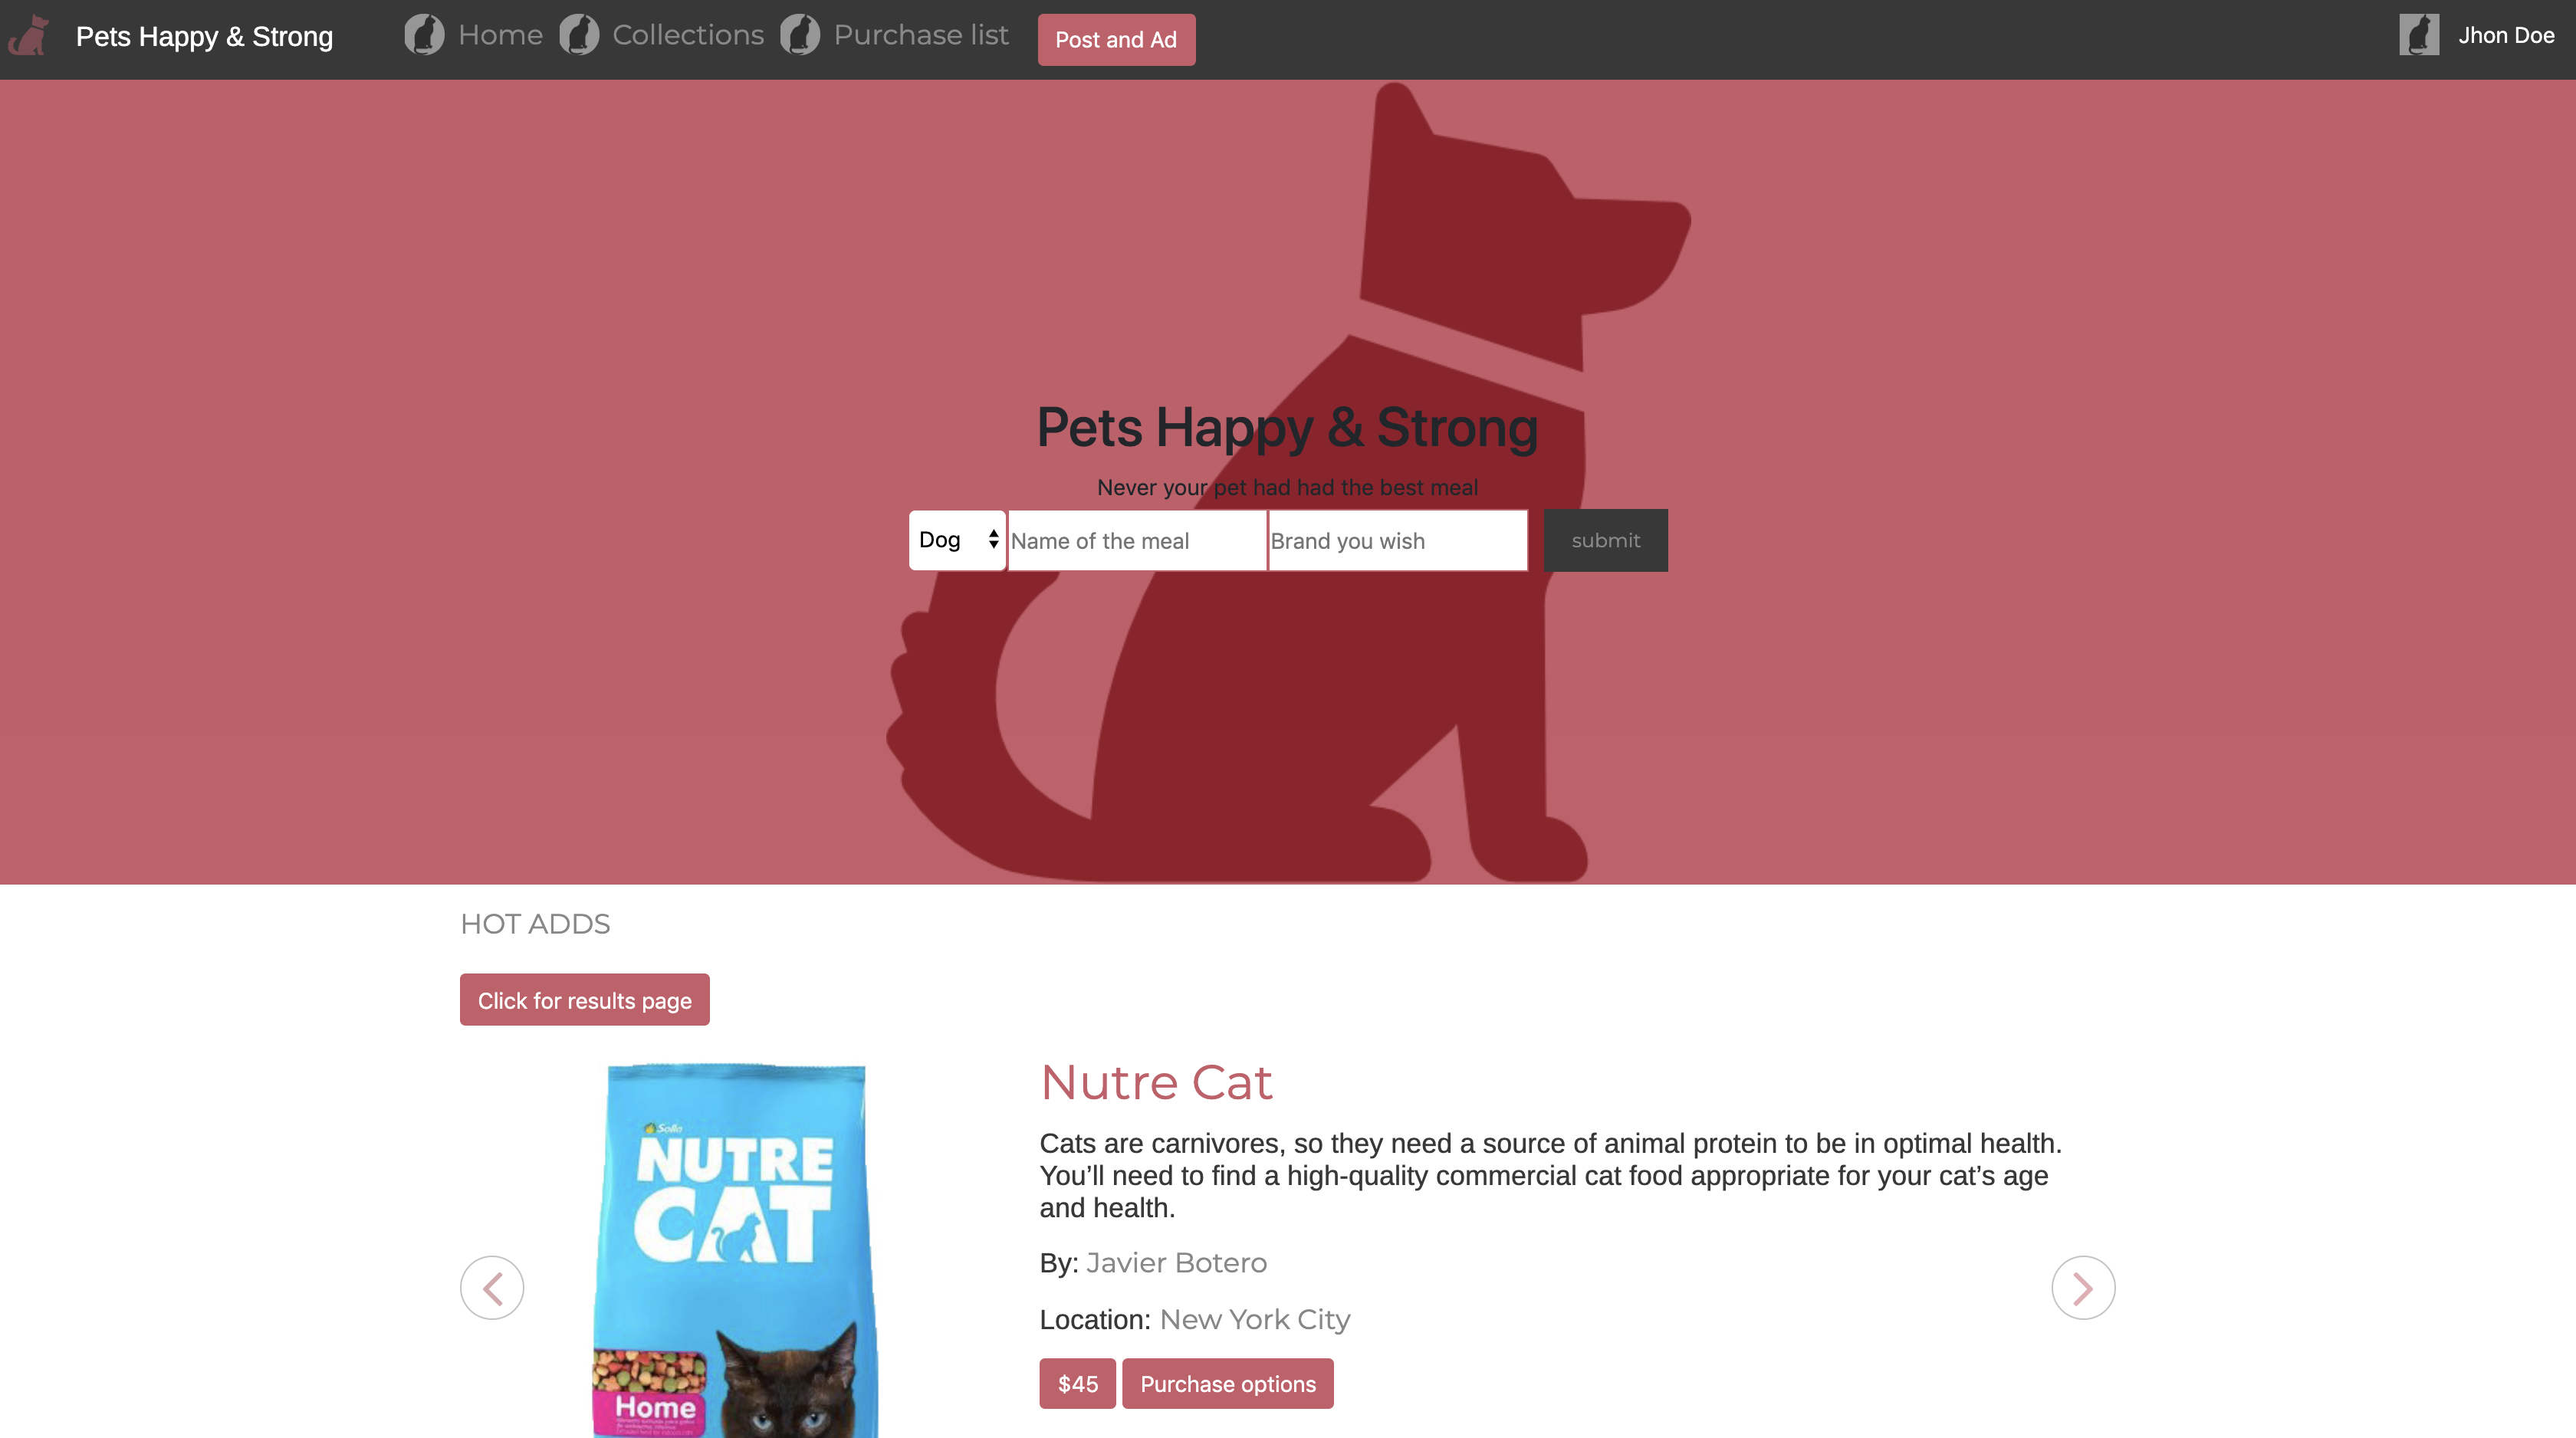 Pets Happy & Strong
Home
Collections
Purchase list
Post and Ad
Jhon Doe
Pets Happy & Strong
Never your pet had had the best meal
Dog
Name of the meal
Brand you wish
submit
HOT ADDS
Click for results page
Solla
NUTRE
CAT
Home
Nutre Cat
Cats are carnivores, so they need a source of animal protein to be in optimal health.
You’ll need to find a high-quality commercial cat food appropriate for your cat’s age
and health.
By: Javier Botero
Location: New York City
$45
Purchase options